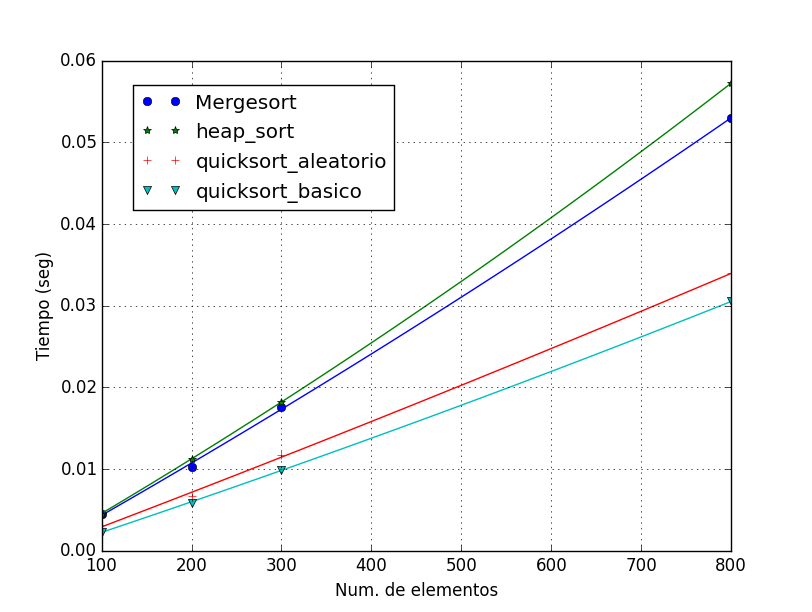 0.06
0.05
0.04
0.03
0.02
0.01
0.00
Tiempo (seg)
Mergesort
heap_sort
quicksort_aleatorio
quicksort_basico
100 200 300 400 500 600 700 800
Num. de elementos